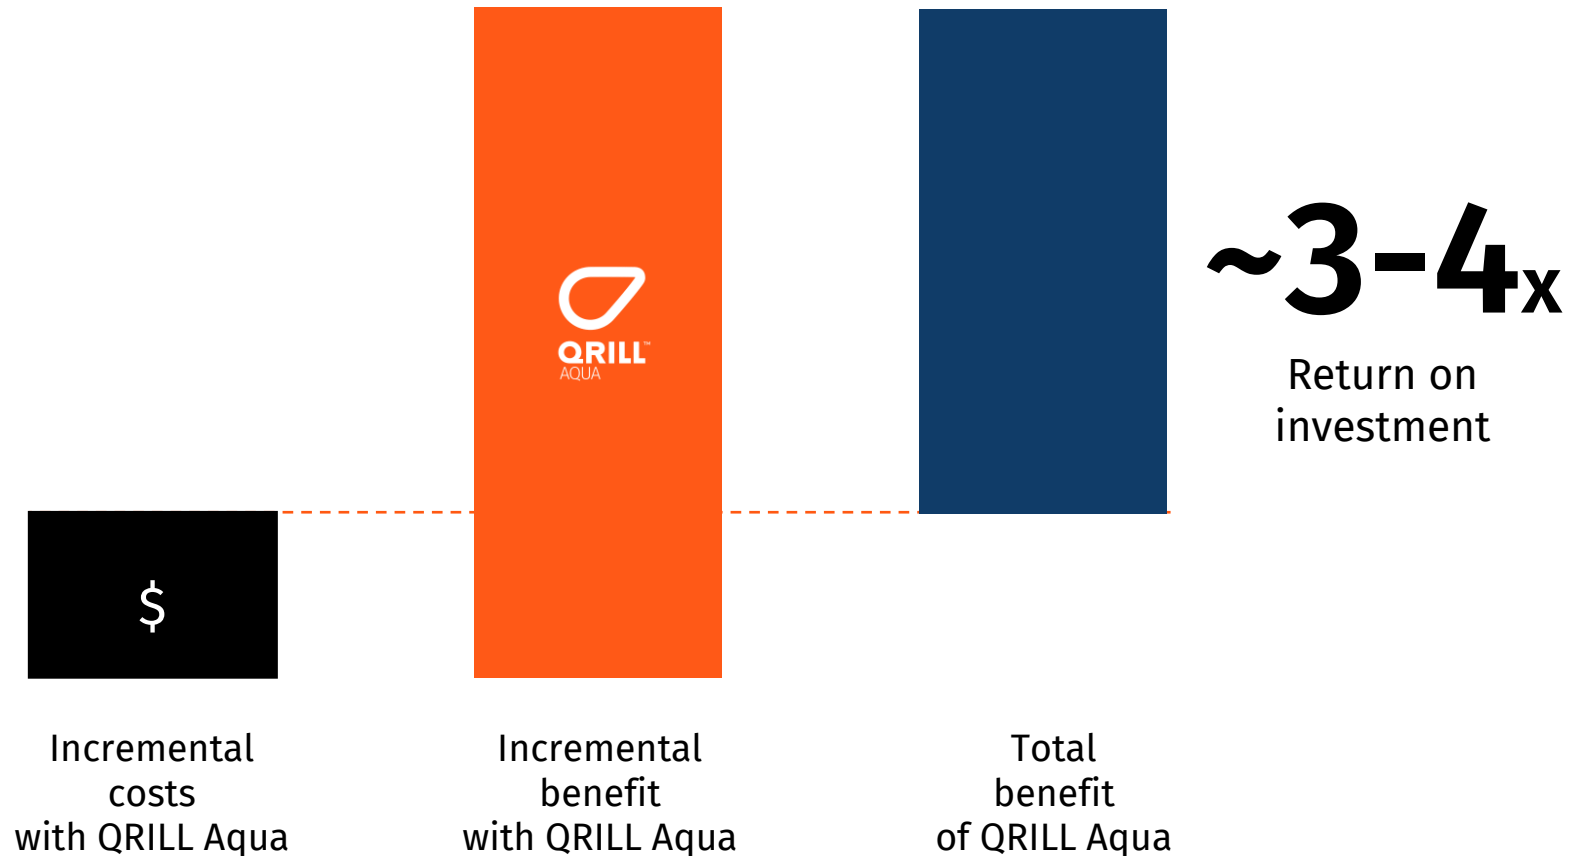 $
QRILL™
AQUA
~3-4x
Return on
investment
Incremental
costs
with QRILL Aqua
Incremental
benefit
with QRILL Aqua
Total
benefit
of QRILL Aqua